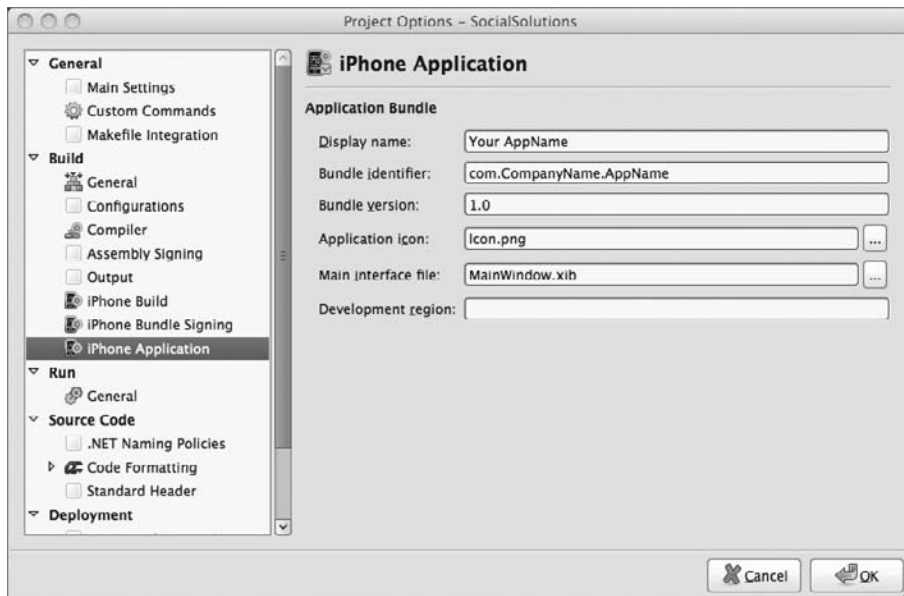 Project Options – SocialSolutions
General
Main Settings
Custom Commands
Makefile Integration
Build
General
Configurations
Compiler
Assembly Signing
Output
iPhone Build
iPhone Bundle Signing
iPhone Application
Run
General
Source Code
.NET Naming Policies
Code Formatting
Standard Header
Deployment
iPhone Application
Application Bundle
Display name: Your AppName
Bundle identifier: com.CompanyName.AppName
Bundle version: 1.0
Application icon: Icon.png ...
Main interface file: MainWindow.xib ...
Development region:
Cancel OK